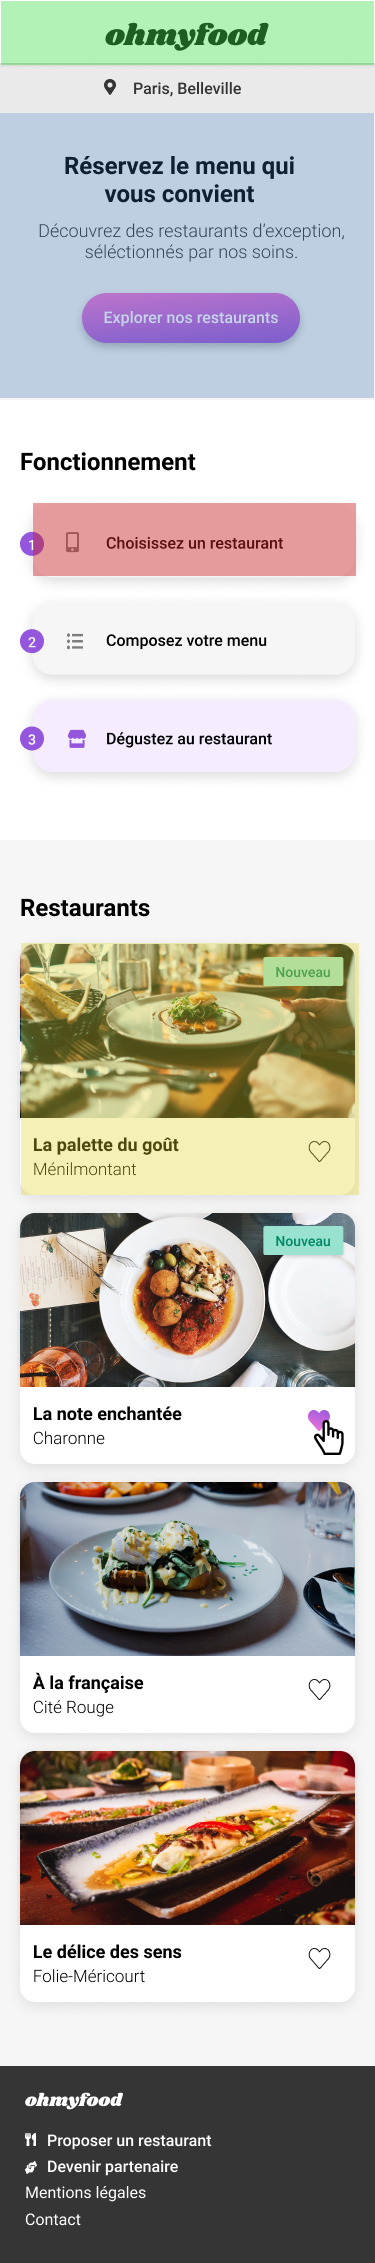 ohmyfood
Paris, Belleville
Réservez le menu qui
vous convient
Découvrez des restaurants d'exception,
séléctionnés par nos soins.
Explorer nos restaurants
Fonctionnement
1 Choisissez un restaurant
2 Composez votre menu
3 Dégustez au restaurant
Restaurants
Nouveau
La palette du goût
Ménilmontant
Nouveau
La note enchantée
Charonne
À la française
Cité Rouge
Le délice des sens
Folie-Méricourt
ohmyfood
Proposer un restaurant
Devenir partenaire
Mentions légales
Contact